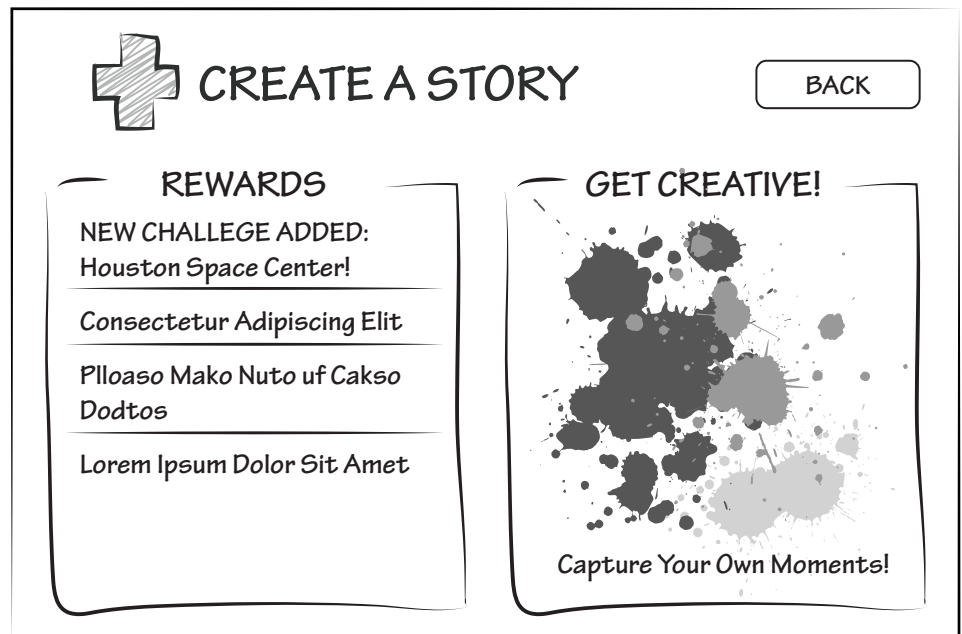 CREATE A STORY
BACK
REWARDS
NEW CHALLEGE ADDED:
Houston Space Center!
Consectetur Adipiscing Elit
Plloaso Mako Nuto uf Cakso
Dodtos
Lorem Ipsum Dolor Sit Amet
GET CREATIVE!
Capture Your Own Moments!